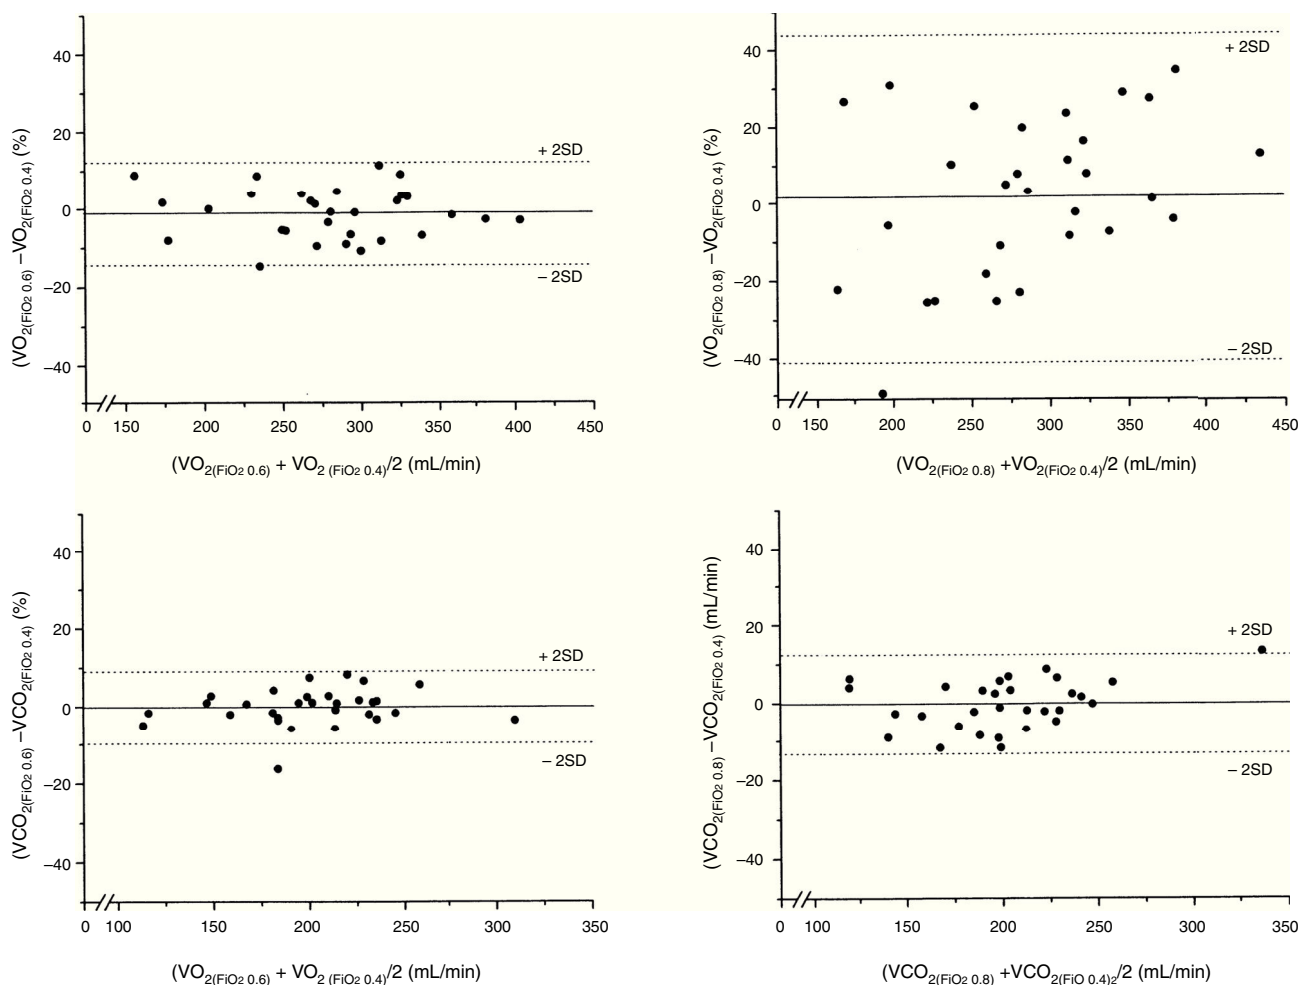 (VO2(FiO2 0.6) –VO2(FiO2 0.4) (%)
40
20
0
–20
–40
+ 2SD
– 2SD
0 150 200 250 300 350 400 450
(VO2(FiO2 0.6) + VO2 (FiO2 0.4)/2 (mL/min)
(VO2(FiO2 0.8) –VO2(FiO2 0.4) (%)
40
20
0
–20
–40
+ 2SD
– 2SD
0 150 200 250 300 350 400 450
(VO2(FiO2 0.8) +VO2(FiO2 0.4)/2 (mL/min)
(VCO2(FiO2 0.6) –VCO2(FiO2 0.4) (%)
40
20
0
–20
–40
+ 2SD
– 2SD
0 100 150 200 250 300 350
(VO2(FiO2 0.6) + VO2 (FiO2 0.4)/2 (mL/min)
(VCO2(FiO2 0.8) –VCO2(FiO2 0.4) (mL/min)
40
20
0
–20
–40
+ 2SD
– 2SD
0 100 150 200 250 300 350
(VCO2(FiO2 0.8) +VCO2(FiO 0.4)2/2 (mL/min)